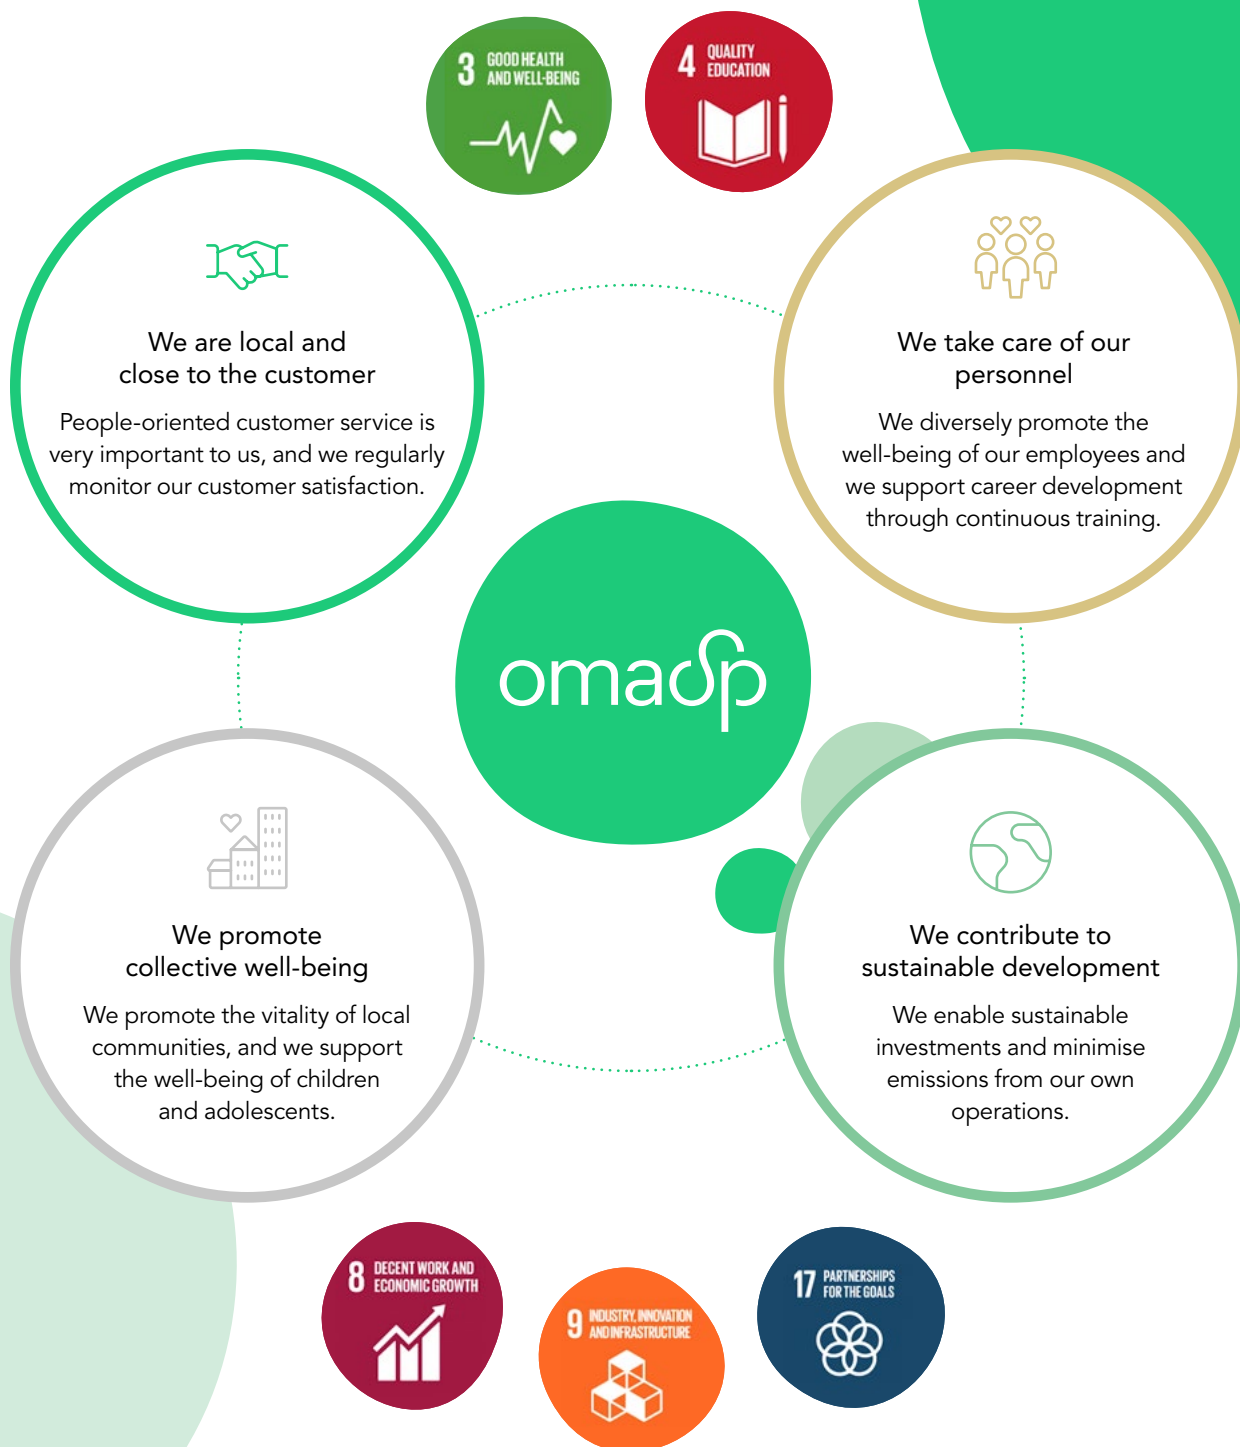 3 GOOD HEALTH
AND WELL-BEING
4 QUALITY
EDUCATION
We are local and
close to the customer
People-oriented customer service is
very important to us, and we regularly
monitor our customer satisfaction.
We take care of our
personnel
We diversely promote the
well-being of our employees and
we support career development
through continuous training.
omasp
We promote
collective well-being
We promote the vitality of local
communities, and we support
the well-being of children
and adolescents.
We contribute to
sustainable development
We enable sustainable
investments and minimise
emissions from our own
operations.
8 DECENT WORK AND
ECONOMIC GROWTH
9 INDUSTRY, INNOVATION
AND INFRASTRUCTURE
17 PARTNERSHIPS
FOR THE GOALS